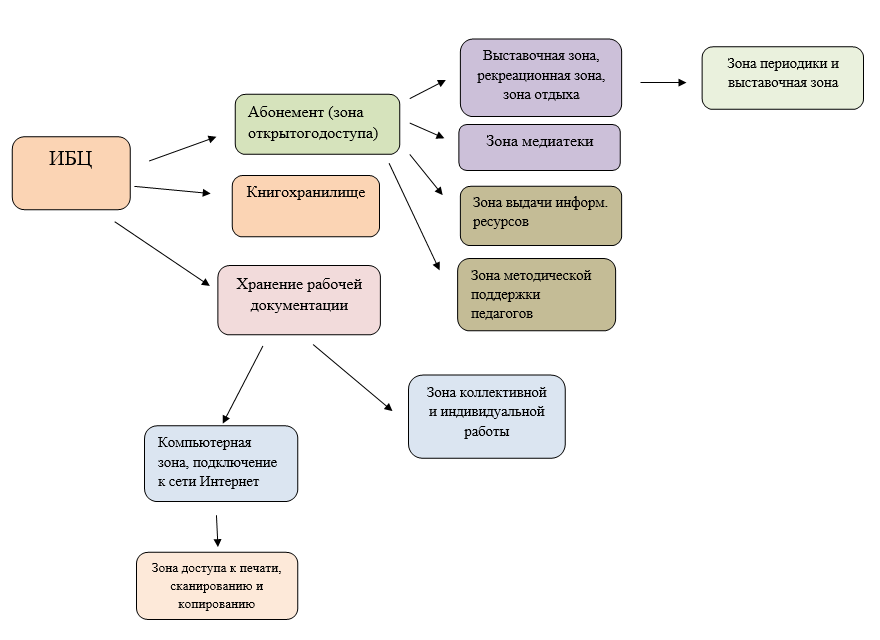 ИБЦ
Абонемент (зона
открытогодоступа)
Книгохранилище
Хранение рабочей
документации
Выставочная зона,
рекреационная зона,
зона отдыха
Зона медиатеки
Зона выдачи информ.
ресурсов
Зона методической
поддержки
педагогов
Зона периодики и
выставочная зона
Зона коллективной
и индивидуальной
работы
Компьютерная
зона, подключение
к сети Интернет
Зона доступа к печати,
сканированию и
копированию